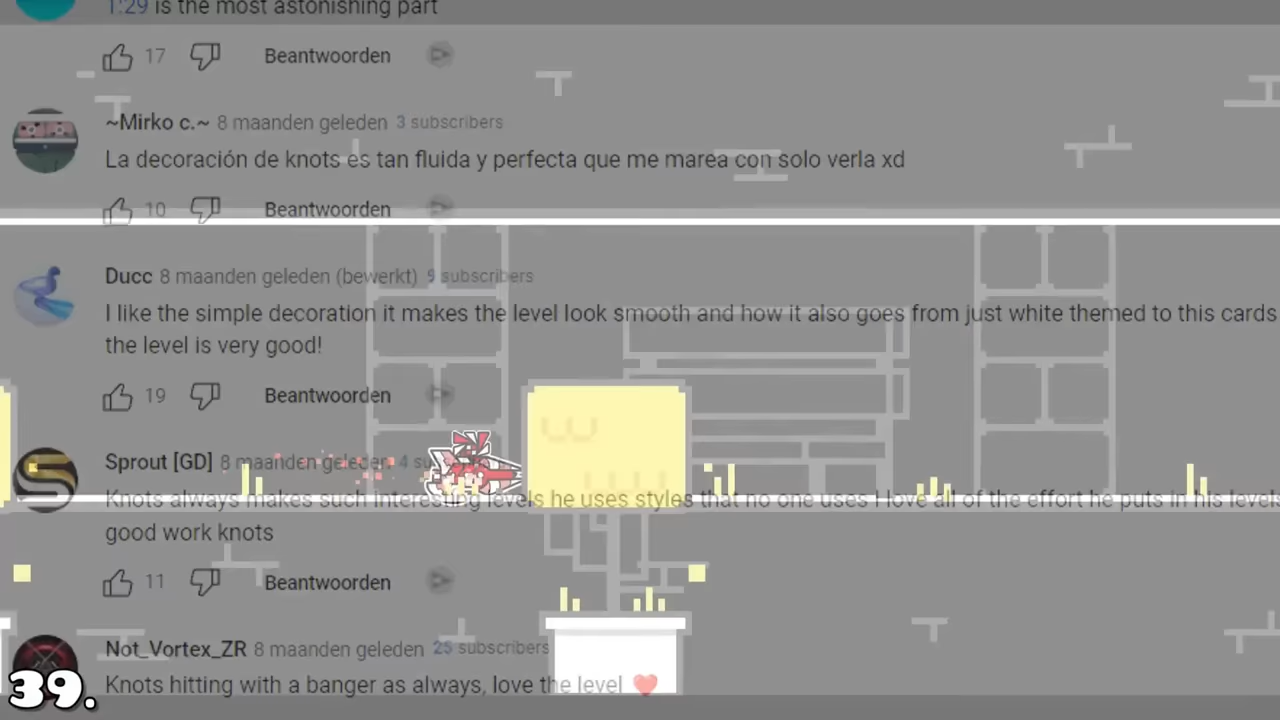 1:29 is the most astonishing part
17 Beantwoorden
~Mirko c.~ 8 maanden geleden 3 subscribers
La decoración de knots es tan fluida y perfecta que me marea con solo verla xd
10 Beantwoorden
Ducc 8 maanden geleden (bewerkt) 9 subscribers
I like the simple decoration it makes the level look smooth and how it also goes from just white themed to this cards
the level is very good!
19 Beantwoorden
Sprout [GD] 8 maanden geleden 4 su
Knots always makes such interesting levels he uses styles that no one uses I love all of the effort he puts in his levels
good work knots
11 Beantwoorden
Not_Vortex_ZR 8 maanden geleden 25 subscribers
Knots hitting with a banger as always, love the level ❤️
39.